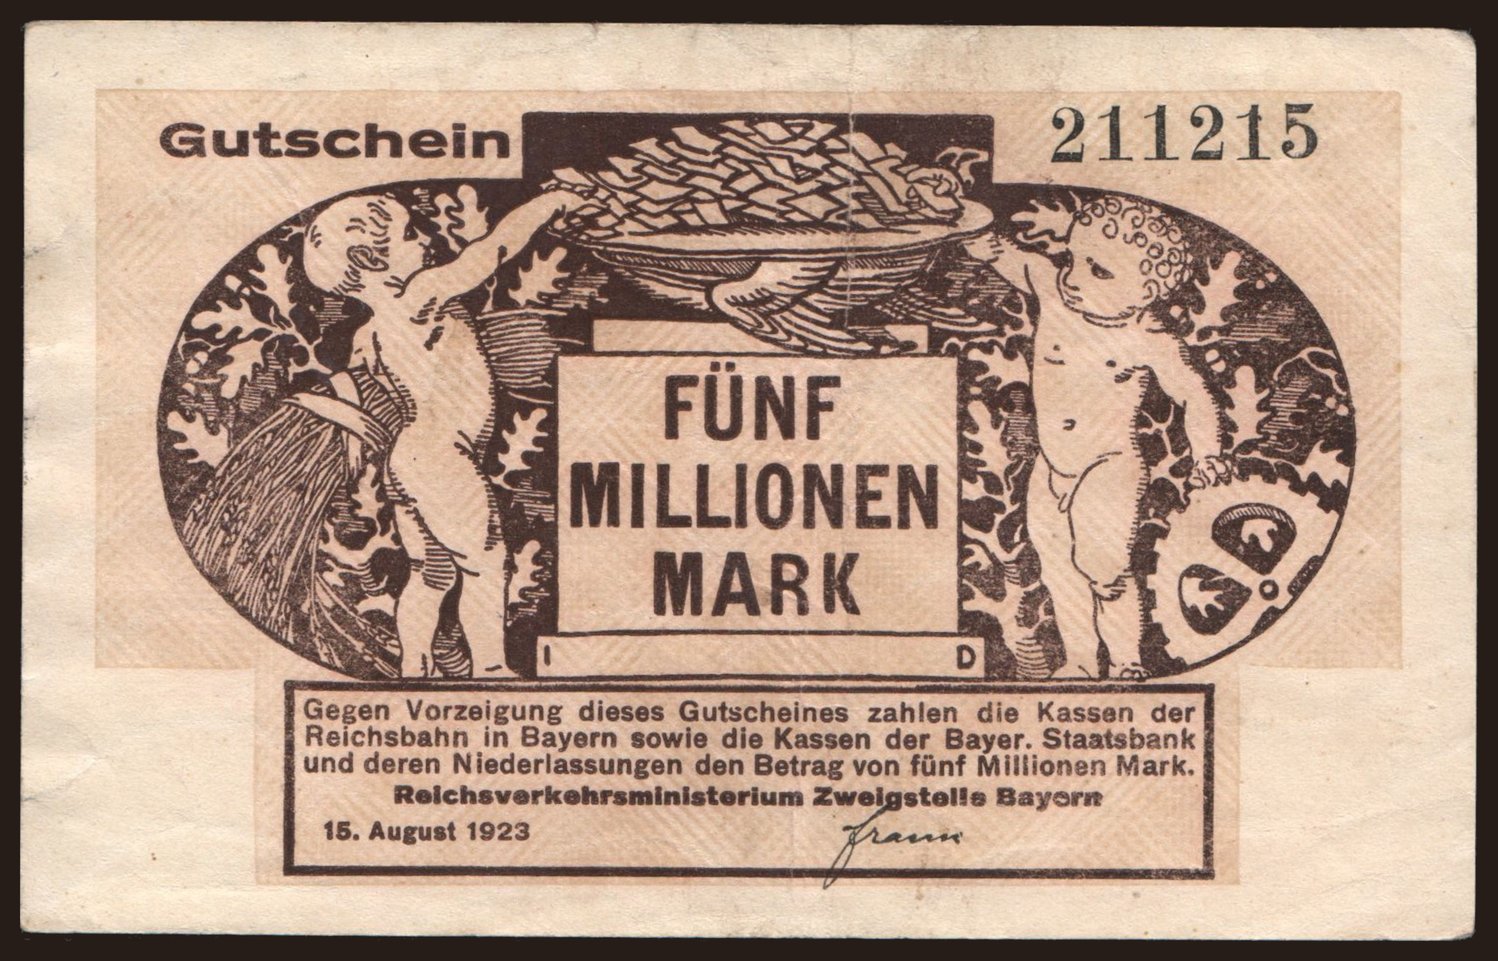 Gutschein
211215
FÜNF
MILLIONEN
MARK
I D
Gegen Vorzeigung dieses Gutscheines zahlen die Kassen der
Reichsbahn in Bayern sowie die Kassen der Bayer. Staatsbank
und deren Niederlassungen den Betrag von fünf Millionen Mark.
Reichsverkehrsministerium Zweigstelle Bayern
15. August 1923